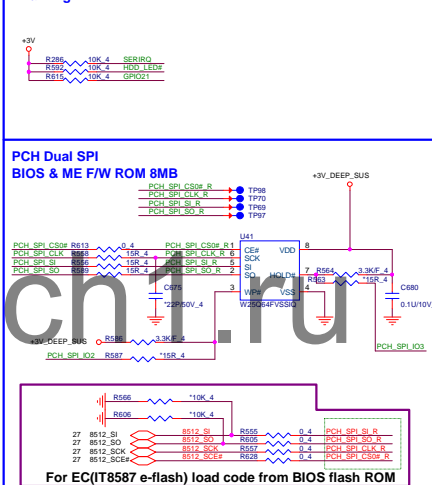 +3V
R286 10K_4 SERIRQ
R592 10K_4 HDD_LED#
R615 10K_4 GPIO21
PCH Dual SPI
BIOS & ME F/W ROM 8MB
PCH_SPI_CS0#_R TP98
PCH_SPI_CLK_R TP70
PCH_SPI_SI_R TP69
PCH_SPI_SO_R TP97
+3V_DEEP_SUS
U41
PCH_SPI_CS0# R613 0_4 PCH_SPI_CS0#_R 1 CE# VDD 8
PCH_SPI_CLK R558 15R_4 PCH_SPI_CLK_R 6 SCK
PCH_SPI_SI R556 15R_4 PCH_SPI_SI_R 5 SI
PCH_SPI_SO R589 15R_4 PCH_SPI_SO_R 2 SO HOLD# 7 R564 3.3K/F_4
3 WP# VSS 4 R563 *15R_4
W25Q64FVSSIQ
C675
*22P/50V_4
C680
0.1U/10V
+3V_DEEP_SUS R586 3.3K/F_4
PCH_SPI_IO2 R587 *15R_4
PCH_SPI_IO3
ch1.ru
R566 *10K_4
R606 *10K_4
27 8512_SI 8512_SI R555 0_4 PCH_SPI_SI_R
27 8512_SO 8512_SO R605 0_4 PCH_SPI_SO_R
27 8512_SCK 8512_SCK R557 0_4 PCH_SPI_CLK_R
27 8512_SCE# 8512_SCE# R628 0_4 PCH_SPI_CS0#_R
For EC(IT8587 e-flash) load code from BIOS flash ROM